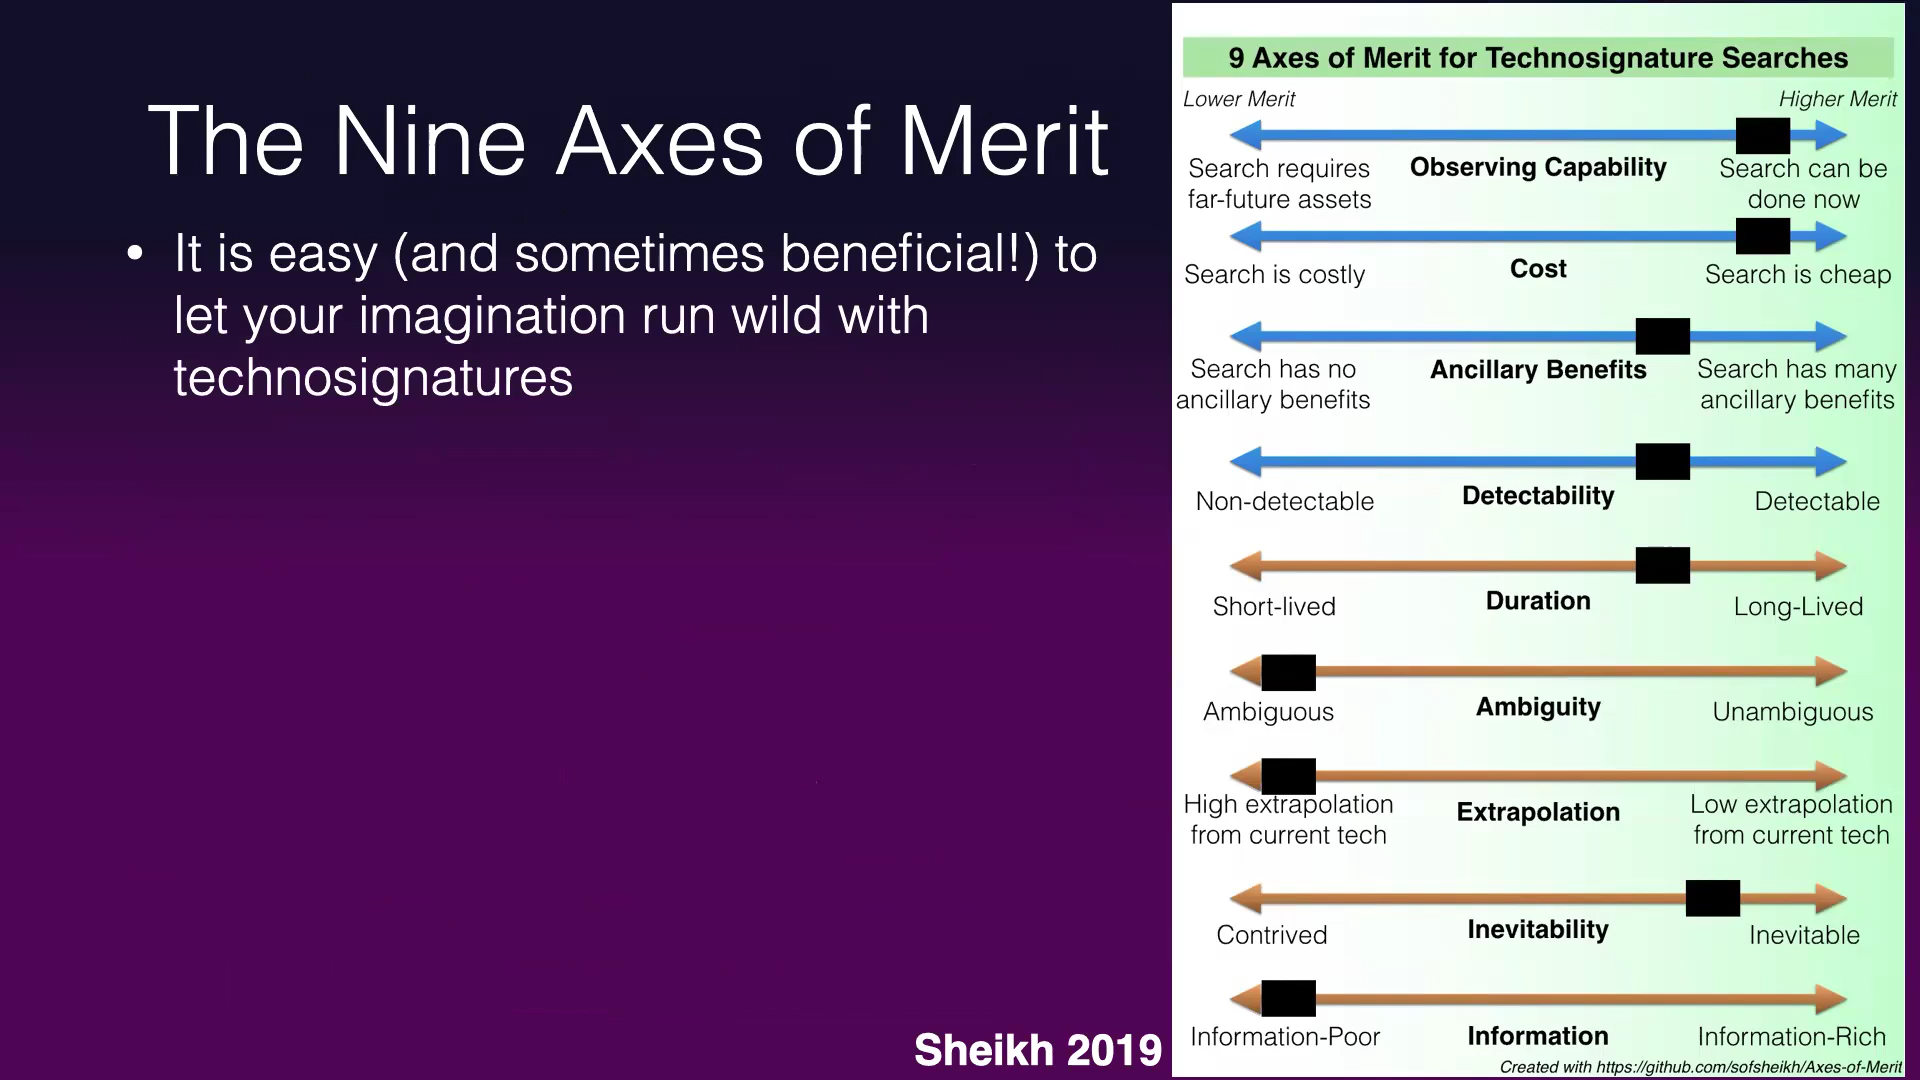 The Nine Axes of Merit
• It is easy (and sometimes beneficial!) to
let your imagination run wild with
technosignatures
Sheikh 2019
9 Axes of Merit for Technosignature Searches
Lower Merit Higher Merit
Search requires
far-future assets
Observing Capability
Search can be
done now
Search is costly
Cost
Search is cheap
Search has no
ancillary benefits
Ancillary Benefits
Search has many
ancillary benefits
Non-detectable
Detectability
Detectable
Short-lived
Duration
Long-Lived
Ambiguous
Ambiguity
Unambiguous
High extrapolation
from current tech
Extrapolation
Low extrapolation
from current tech
Contrived
Inevitability
Inevitable
Information-Poor
Information
Information-Rich
Created with https://github.com/sofsheikh/Axes-of-Merit